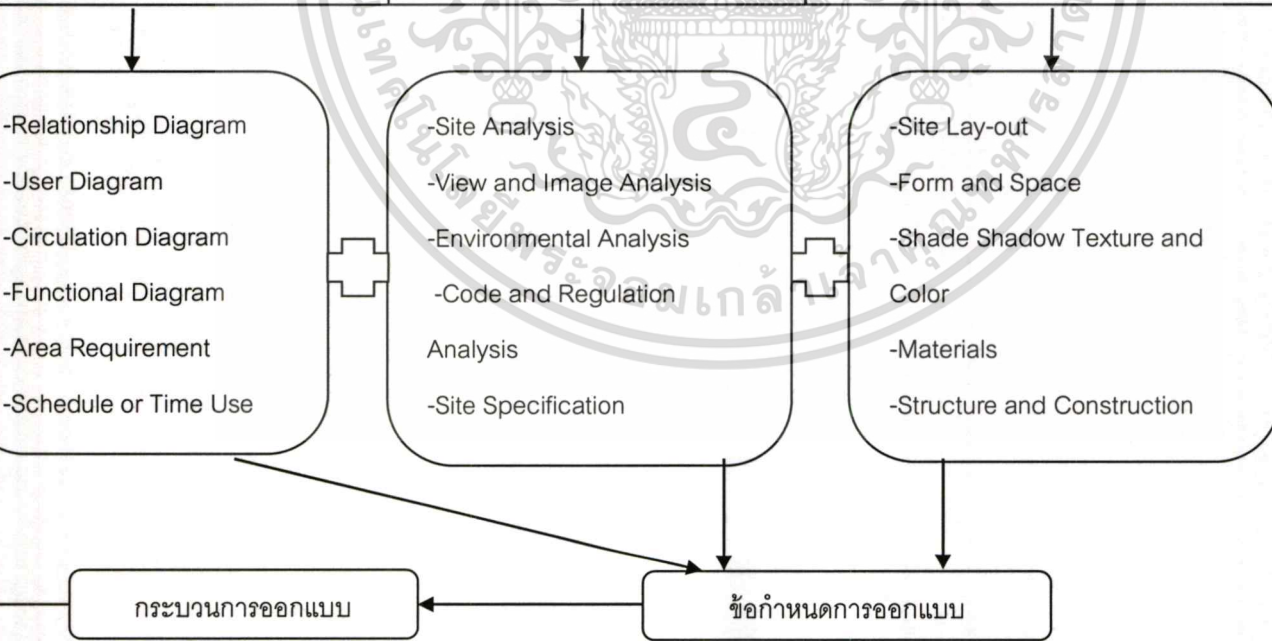 -Relationship Diagram
-User Diagram
-Circulation Diagram
-Functional Diagram
-Area Requirement
-Schedule or Time Use
-Site Analysis
-View and Image Analysis
-Environmental Analysis
-Code and Regulation
Analysis
-Site Specification
-Site Lay-out
-Form and Space
-Shade Shadow Texture and
Color
-Materials
-Structure and Construction
กระบวนการออกแบบ
ข้อกำหนดการออกแบบ